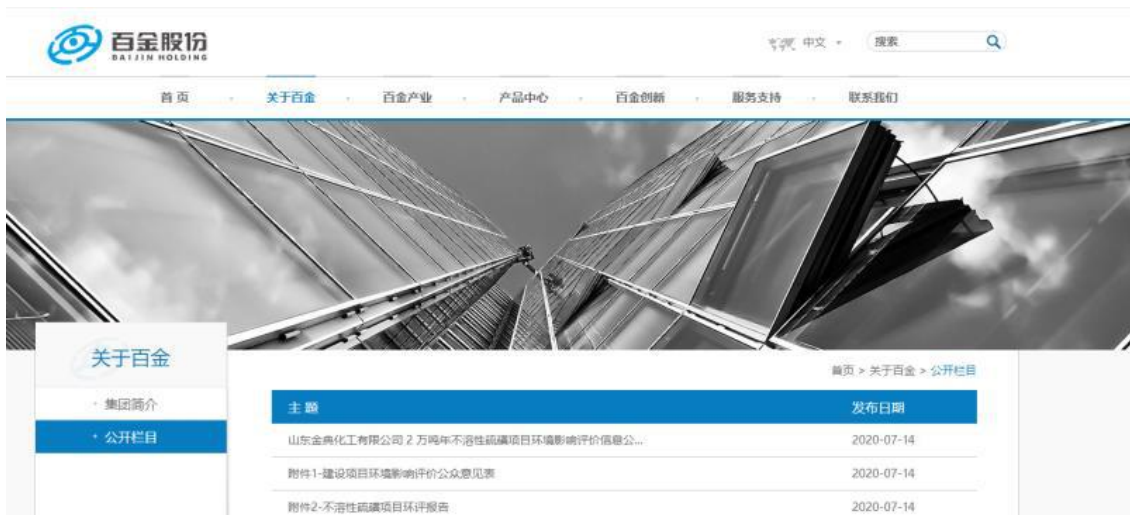 百金股份
BAIJIN HOLDING
中文
搜索
首页
关于百金
百金产业
产品中心
百金创新
服务支持
联系我们
关于百金
首页 > 关于百金 > 公开栏目
· 集团简介
主题 发布日期
· 公开栏目
山东金典化工有限公司 2 万吨年不溶性硫磺项目环境影响评价信息公... 2020-07-14
附件1-建设项目环境影响评价公众意见表 2020-07-14
附件2-不溶性硫磺项目环评报告 2020-07-14